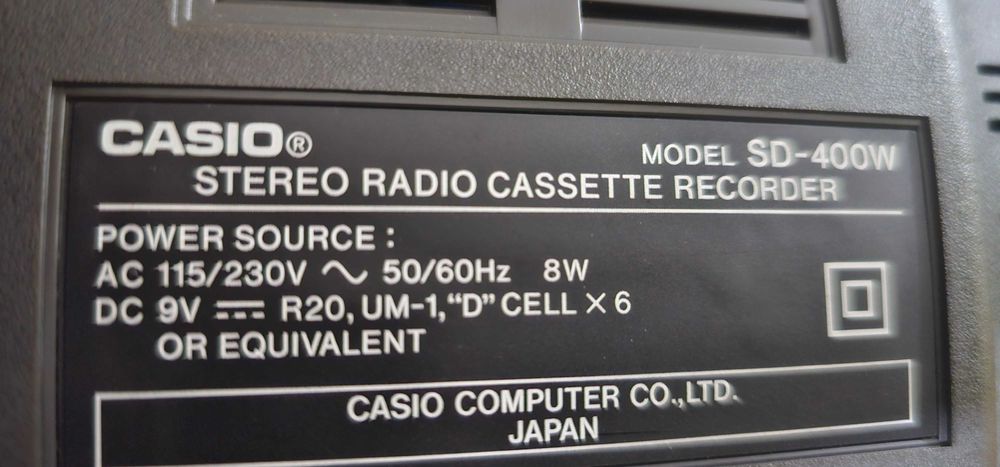 CASIO®
MODEL SD-400W
STEREO RADIO CASSETTE RECORDER
POWER SOURCE :
AC 115/230V ∼ 50/60Hz 8W
DC 9V ⎓ R20, UM-1, “D” CELL × 6
OR EQUIVALENT
CASIO COMPUTER CO.,LTD.
JAPAN